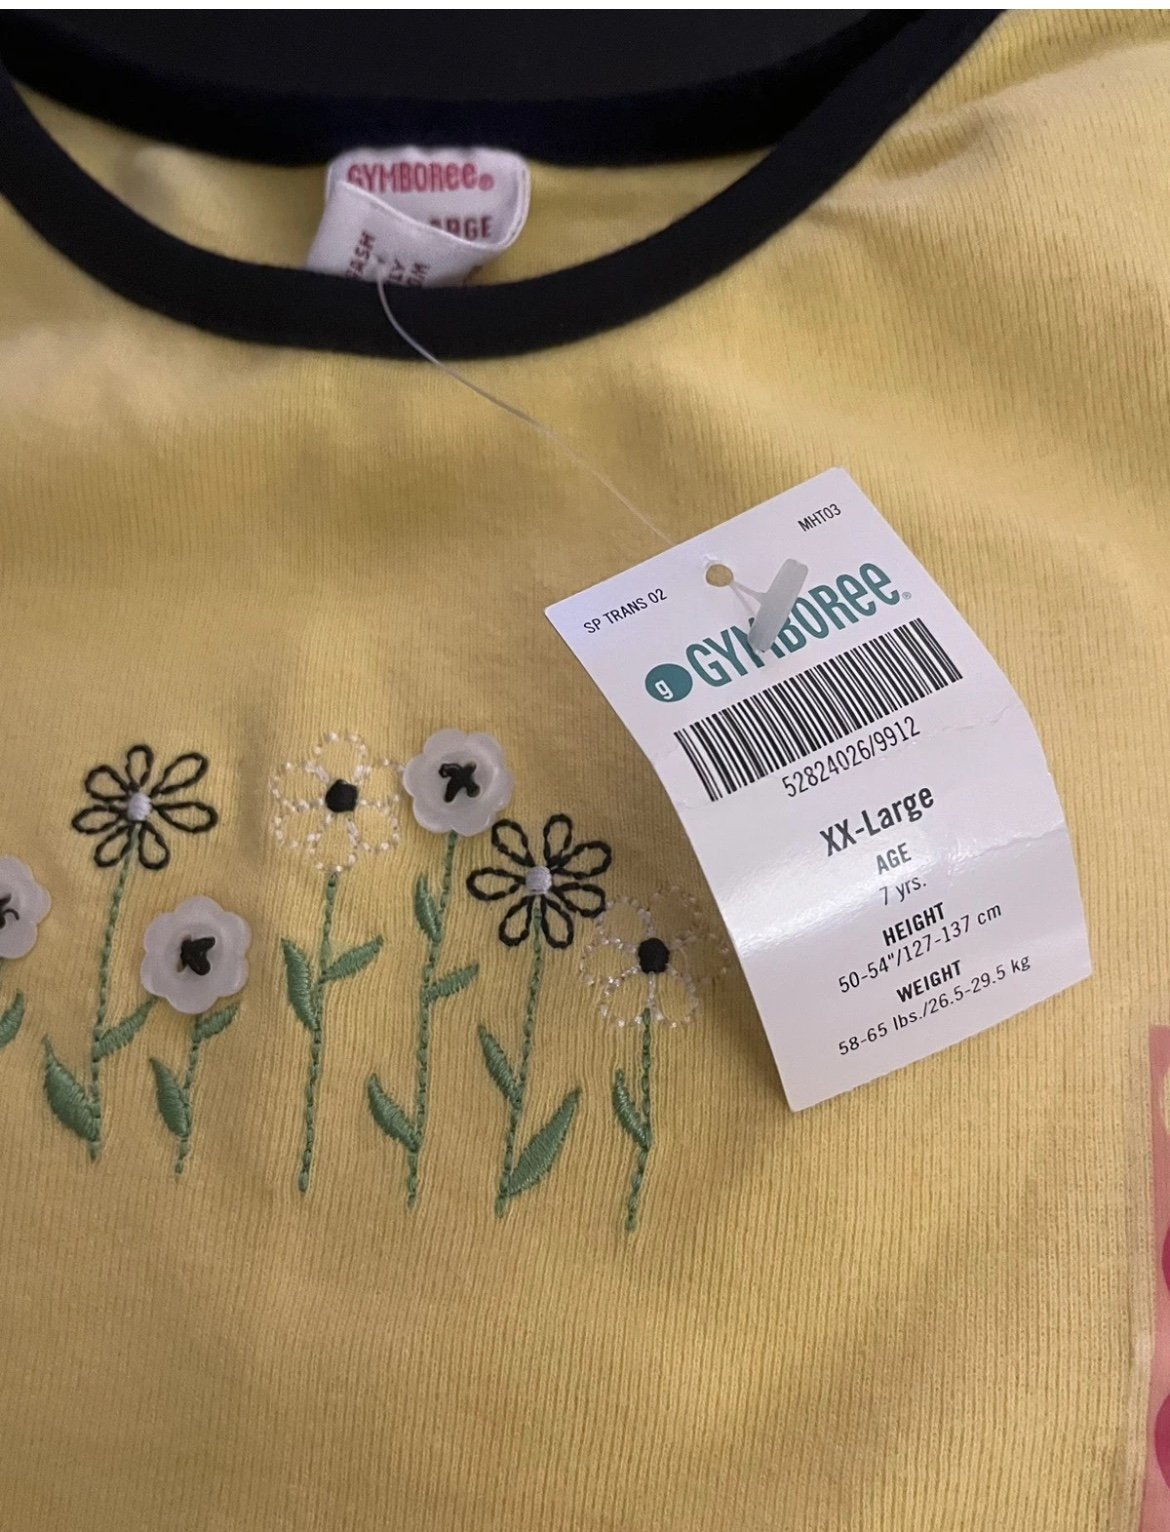 GYMBOREE®
MHT03
SP TRANS 02
g GYMBOREE®
52824026/9912
XX-Large
AGE
7 yrs.
HEIGHT
50-54"/127-137 cm
WEIGHT
58-65 lbs./26.5-29.5 kg